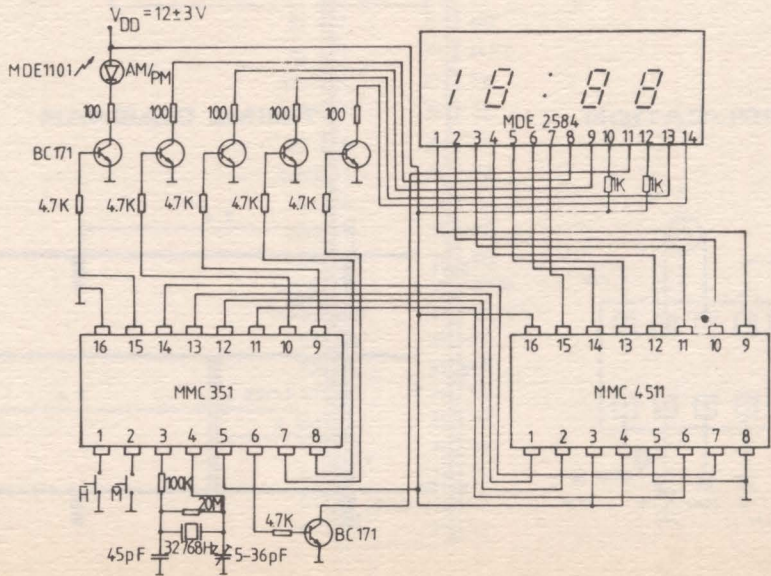 V_DD = 12 ± 3 V
MDE1101
AM/PM
100 100 100 100 100
BC171
4.7K 4.7K 4.7K 4.7K 4.7K
18:88
MDE 2584
1 2 3 4 5 6 7 8 9 10 11 12 13 14
1K 1K
16 15 14 13 12 11 10 9
MMC 351
1 2 3 4 5 6 7 8
16 15 14 13 12 11 10 9
MMC 4511
1 2 3 4 5 6 7 8
H M
100K
20M
32768Hz
45pF
5-36pF
4.7K
BC171